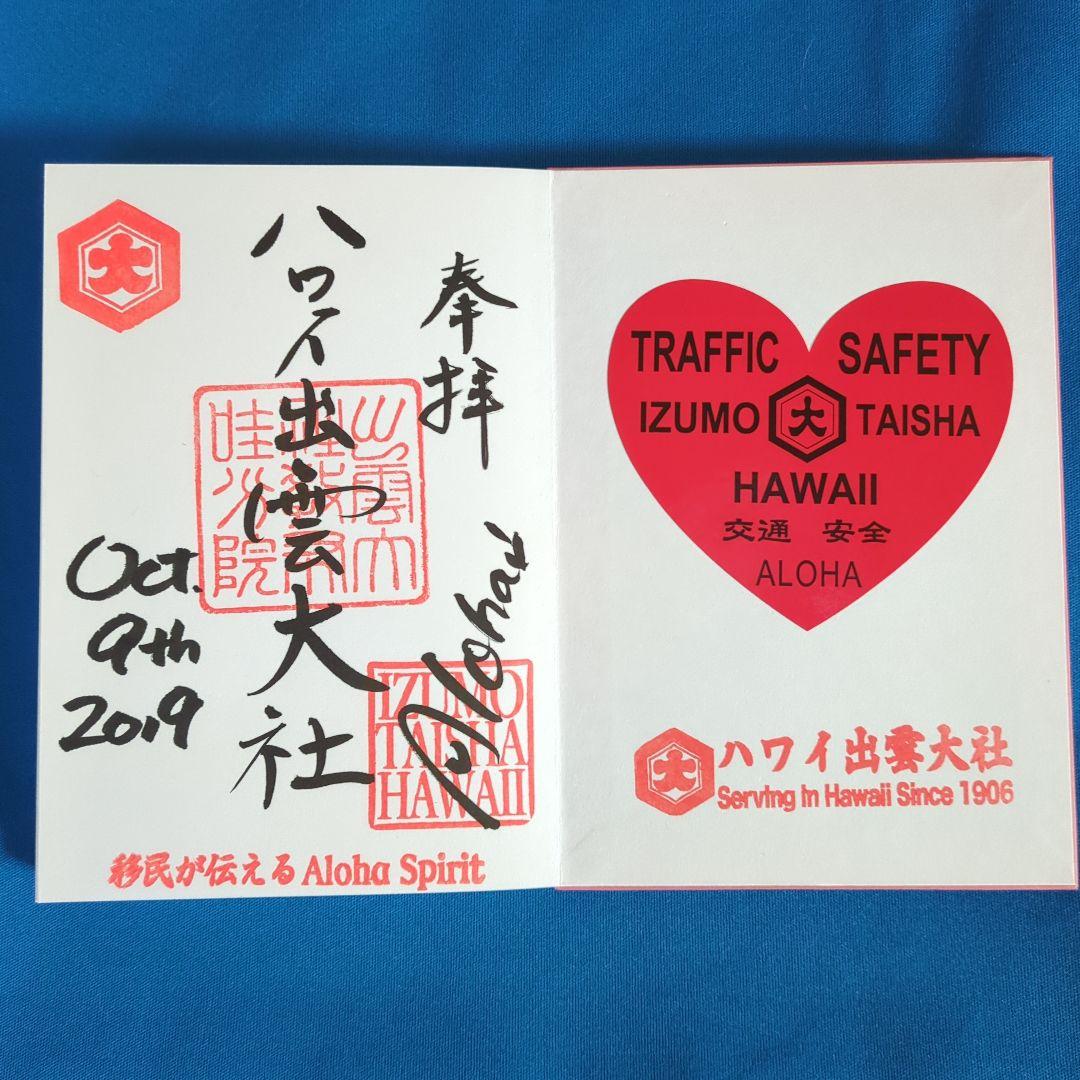 奉拝
Aloha
ハワイ出雲大社
Oct.
9th
2019
大
IZUMO
TAISHA
HAWAII
移民が伝える Aloha Spirit
TRAFFIC SAFETY
IZUMO 大 TAISHA
HAWAII
交通 安全
ALOHA
大 ハワイ出雲大社
Serving In Hawaii Since 1906